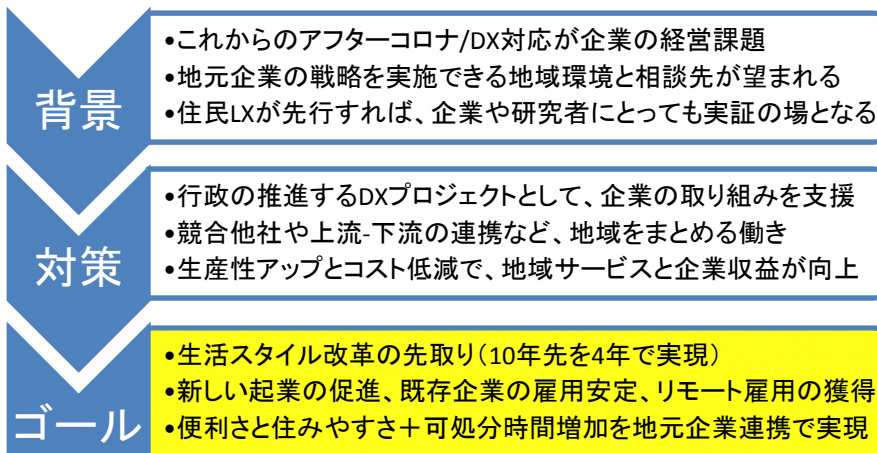 背景
•これからのアフターコロナ/DX対応が企業の経営課題
•地元企業の戦略を実施できる地域環境と相談先が望まれる
•住民LXが先行すれば、企業や研究者にとっても実証の場となる
対策
•行政の推進するDXプロジェクトとして、企業の取り組みを支援
•競合他社や上流-下流の連携など、地域をまとめる働き
•生産性アップとコスト低減で、地域サービスと企業収益が向上
ゴール
•生活スタイル改革の先取り(10年先を4年で実現)
•新しい起業の促進、既存企業の雇用安定、リモート雇用の獲得
•便利さと住みやすさ＋可処分時間増加を地元企業連携で実現